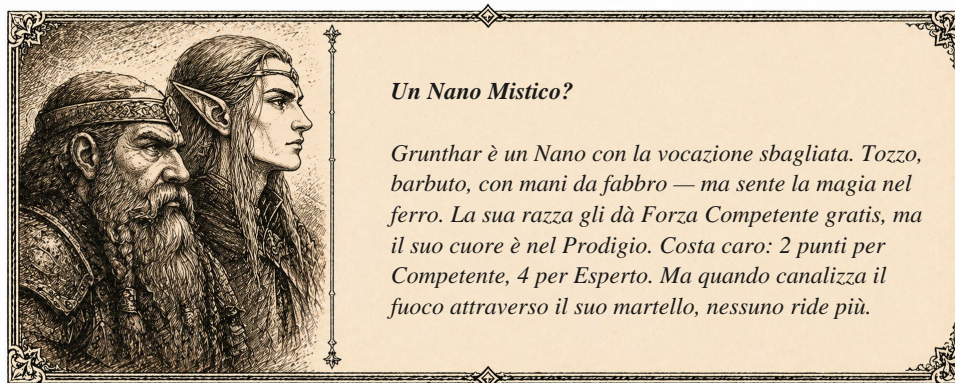 Un Nano Mistico?
Grunthar è un Nano con la vocazione sbagliata. Tozzo,
barbuto, con mani da fabbro — ma sente la magia nel
ferro. La sua razza gli dà Forza Competente gratis, ma
il suo cuore è nel Prodigio. Costa caro: 2 punti per
Competente, 4 per Esperto. Ma quando canalizza il
fuoco attraverso il suo martello, nessuno ride più.